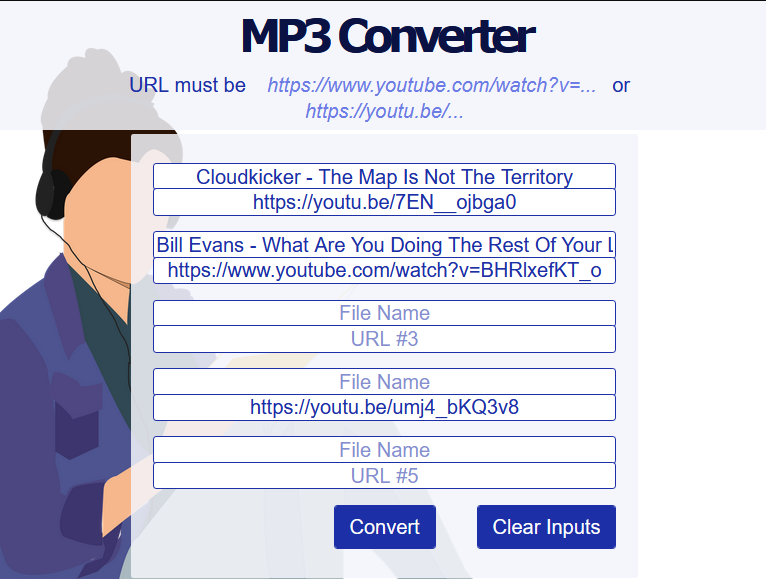 MP3 Converter
URL must be https://www.youtube.com/watch?v=... or
https://youtu.be/...
Cloudkicker - The Map Is Not The Territory
https://youtu.be/7EN__ojbga0
Bill Evans - What Are You Doing The Rest Of Your L
https://www.youtube.com/watch?v=BHRlxefKT_o
File Name
URL #3
File Name
https://youtu.be/umj4_bKQ3v8
File Name
URL #5
Convert Clear Inputs